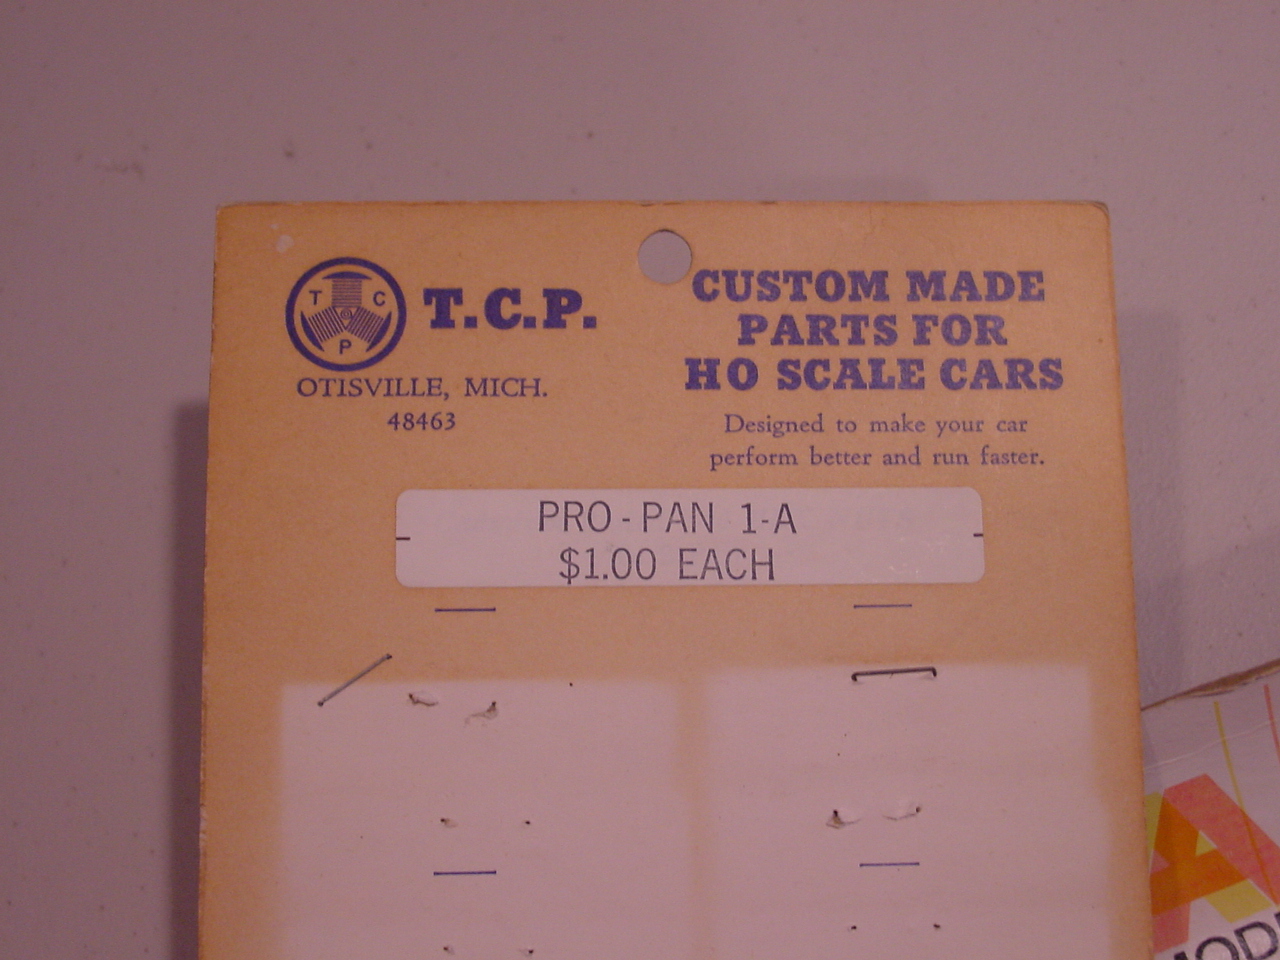 T C P
T.C.P.
OTISVILLE, MICH.
48463
CUSTOM MADE
PARTS FOR
HO SCALE CARS
Designed to make your car
perform better and run faster.
PRO-PAN 1-A
$1.00 EACH
A